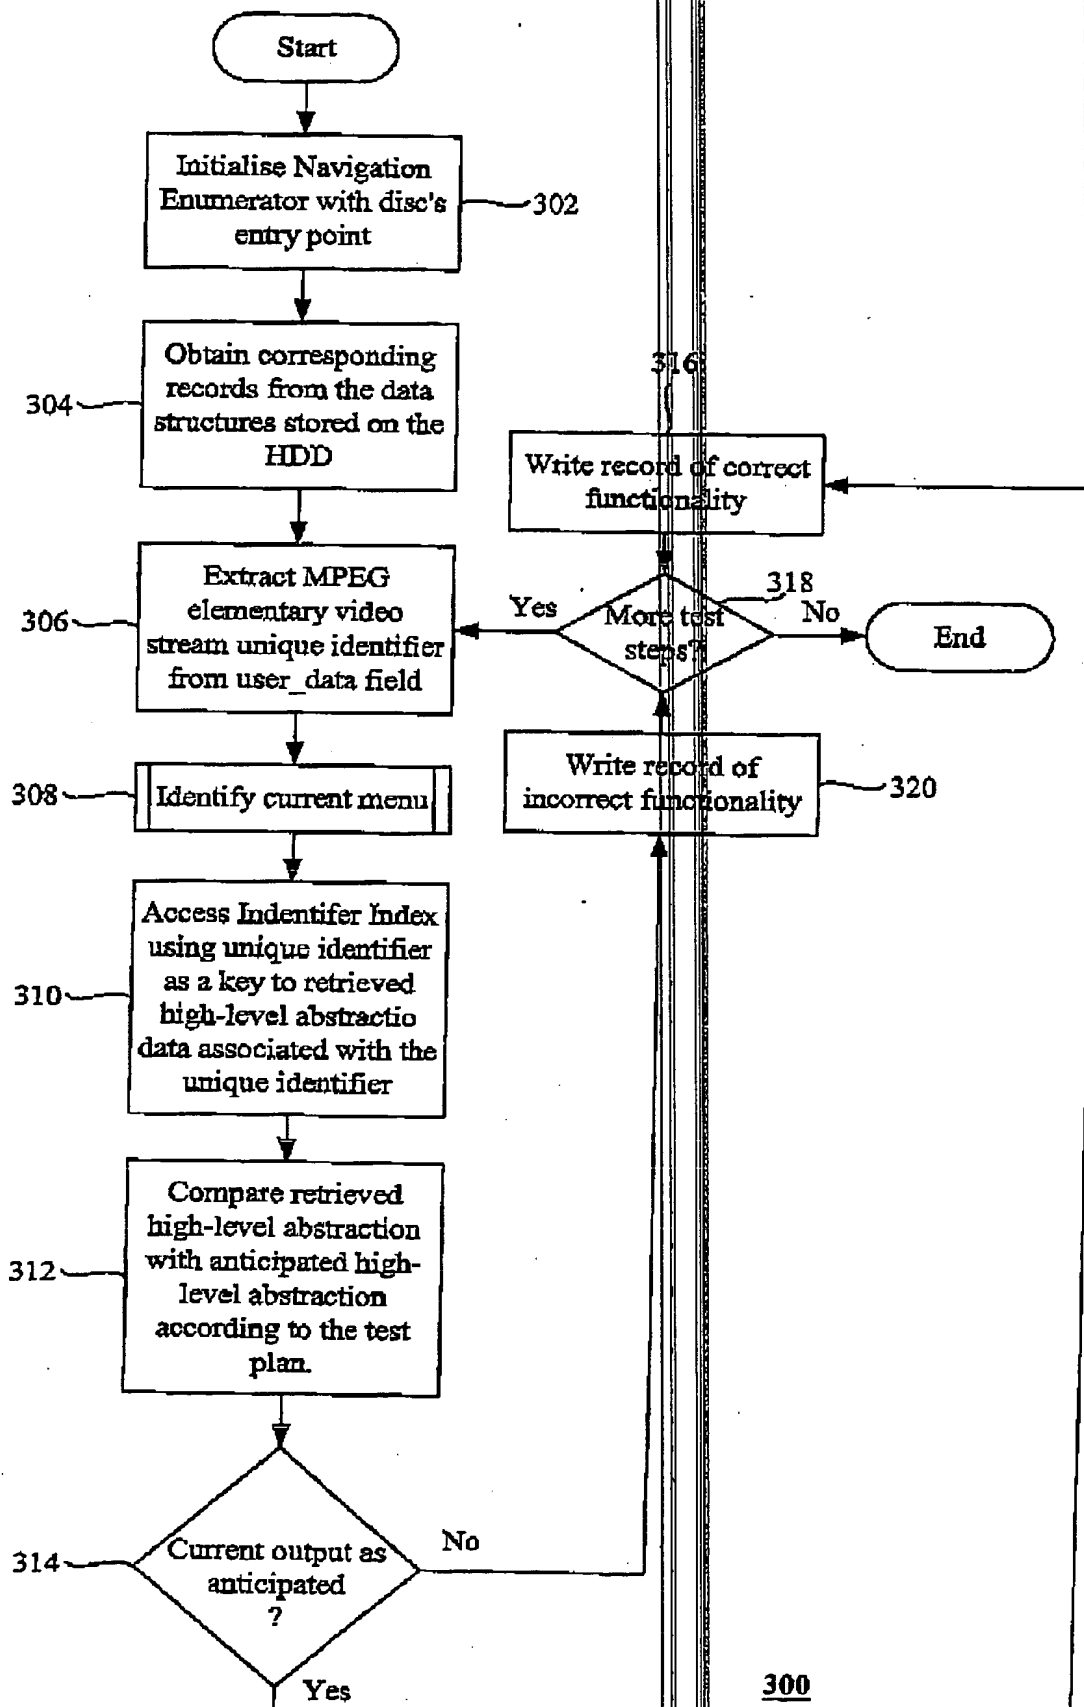 Start
Initialise Navigation
Enumerator with disc's
entry point
302
Obtain corresponding
records from the data
structures stored on the
HDD
304
316
Write record of correct
functionality
Extract MPEG
elementary video
stream unique identifier
from user_data field
306
Yes
More test
steps?
318
No
End
Identify current menu
308
Write record of
incorrect functionality
320
Access Indentifer Index
using unique identifier
as a key to retrieved
high-level abstractio
data associated with the
unique identifier
310
Compare retrieved
high-level abstraction
with anticipated high-
level abstraction
according to the test
plan.
312
Current output as
anticipated
?
314
No
Yes
300